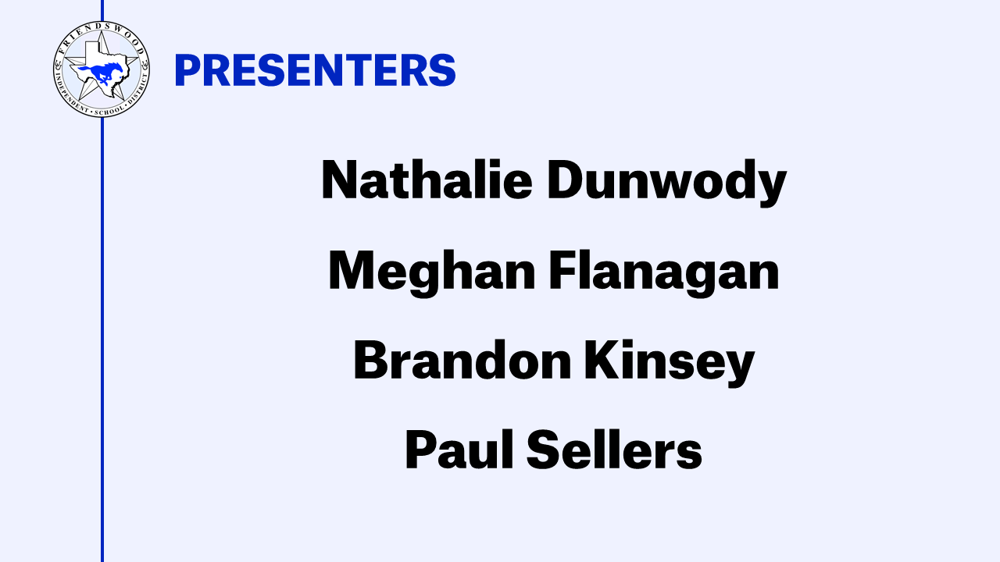 FRIENDSWOOD
INDEPENDENT • SCHOOL • DISTRICT
PRESENTERS
Nathalie Dunwody
Meghan Flanagan
Brandon Kinsey
Paul Sellers